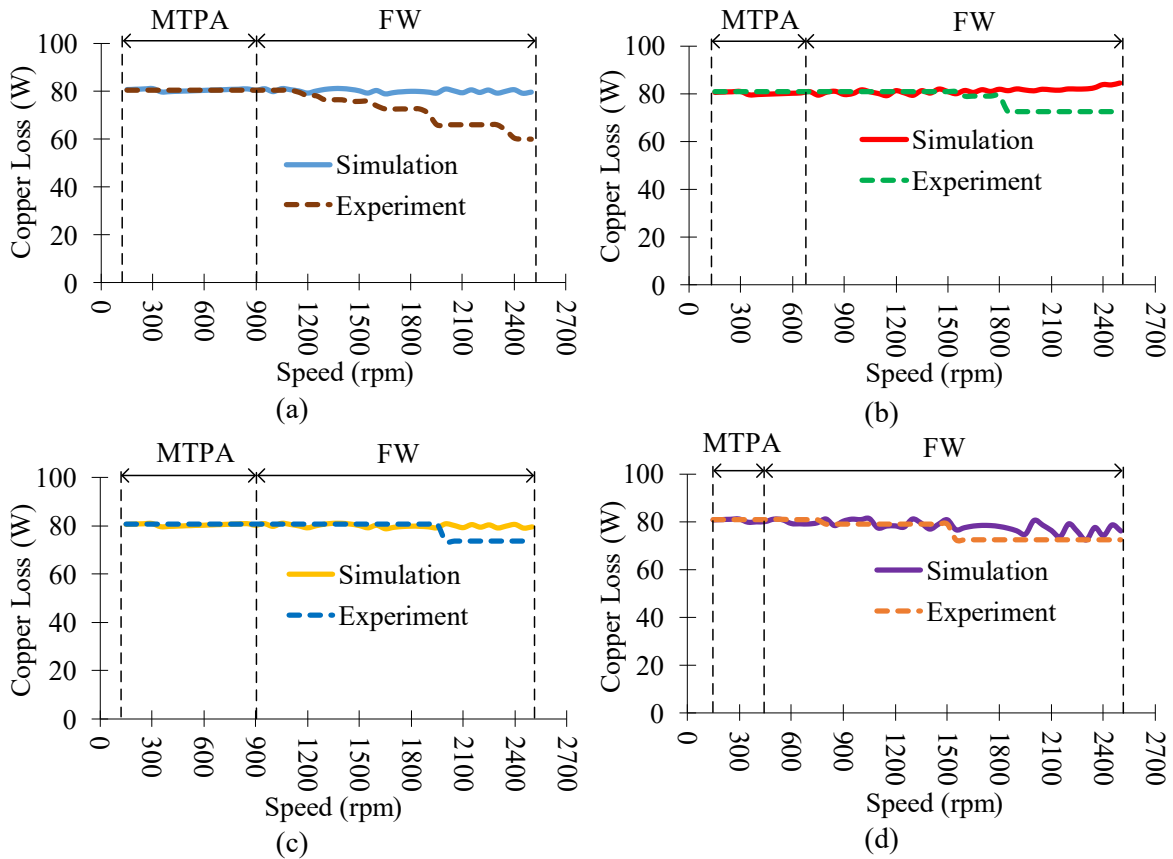 MTPA FW
100
80
60
40
20
0
Copper Loss (W)
Simulation
Experiment
0 300 600 900 1200 1500 1800 2100 2400 2700
Speed (rpm)
(a)
MTPA FW
100
80
60
40
20
0
Copper Loss (W)
Simulation
Experiment
0 300 600 900 1200 1500 1800 2100 2400 2700
Speed (rpm)
(b)
MTPA FW
100
80
60
40
20
0
Copper Loss (W)
Simulation
Experiment
0 300 600 900 1200 1500 1800 2100 2400 2700
Speed (rpm)
(c)
MTPA FW
100
80
60
40
20
0
Copper Loss (W)
Simulation
Experiment
0 300 600 900 1200 1500 1800 2100 2400 2700
Speed (rpm)
(d)